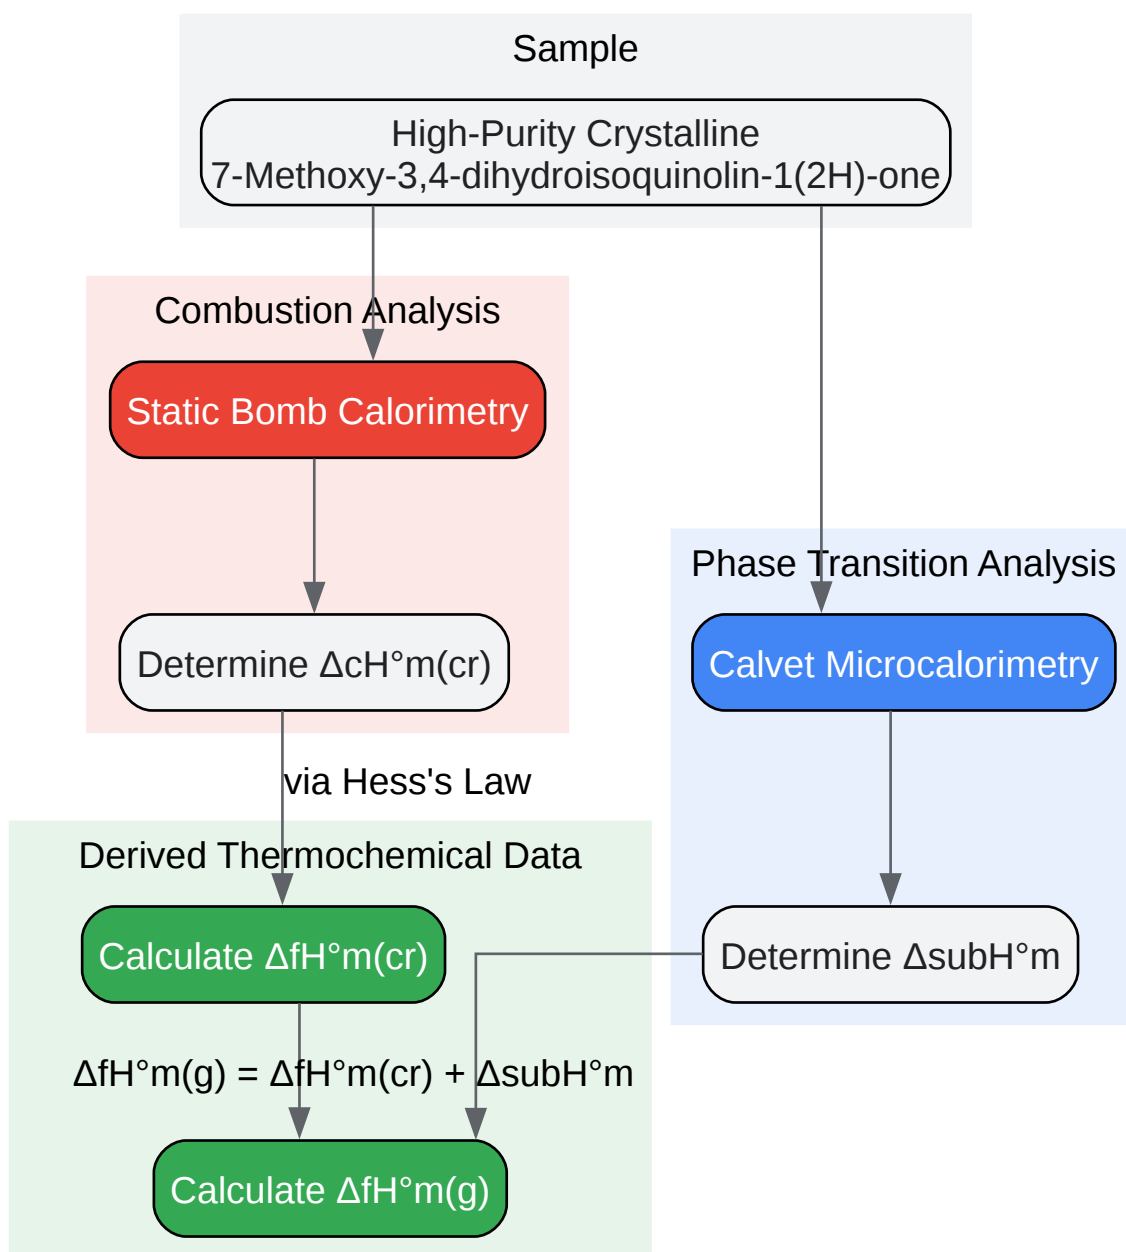 Sample
High-Purity Crystalline
7-Methoxy-3,4-dihydroisoquinolin-1(2H)-one
Combustion Analysis
Static Bomb Calorimetry
Phase Transition Analysis
Determine ΔcH°m(cr)
Calvet Microcalorimetry
via Hess's Law
Derived Thermochemical Data
Calculate ΔfH°m(cr)
Determine ΔsubH°m
ΔfH°m(g) = ΔfH°m(cr) + ΔsubH°m
Calculate ΔfH°m(g)